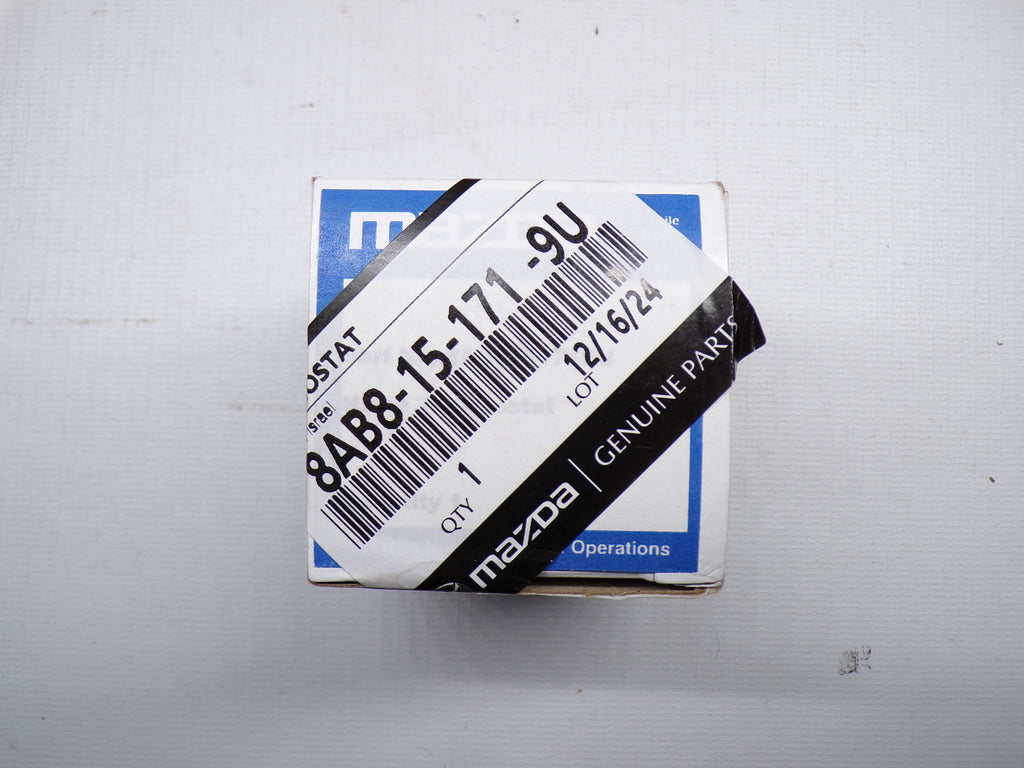 mazda
OSTAT
srael
8AB8-15-171 -9U
12/16/24
LOT
QTY 1
mazda | GENUINE PARTS
Operations